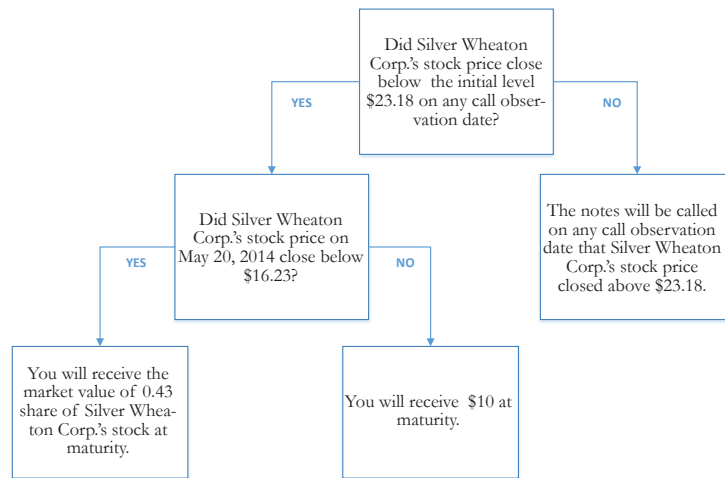 Did Silver Wheaton
Corp.'s stock price close
below the initial level
$23.18 on any call obser-
vation date?
YES
NO
Did Silver Wheaton
Corp.'s stock price on
May 20, 2014 close below
$16.23?
The notes will be called
on any call observation
date that Silver Wheaton
Corp.'s stock price
closed above $23.18.
YES
NO
You will receive the
market value of 0.43
share of Silver Whea-
ton Corp.'s stock at
maturity.
You will receive $10 at
maturity.